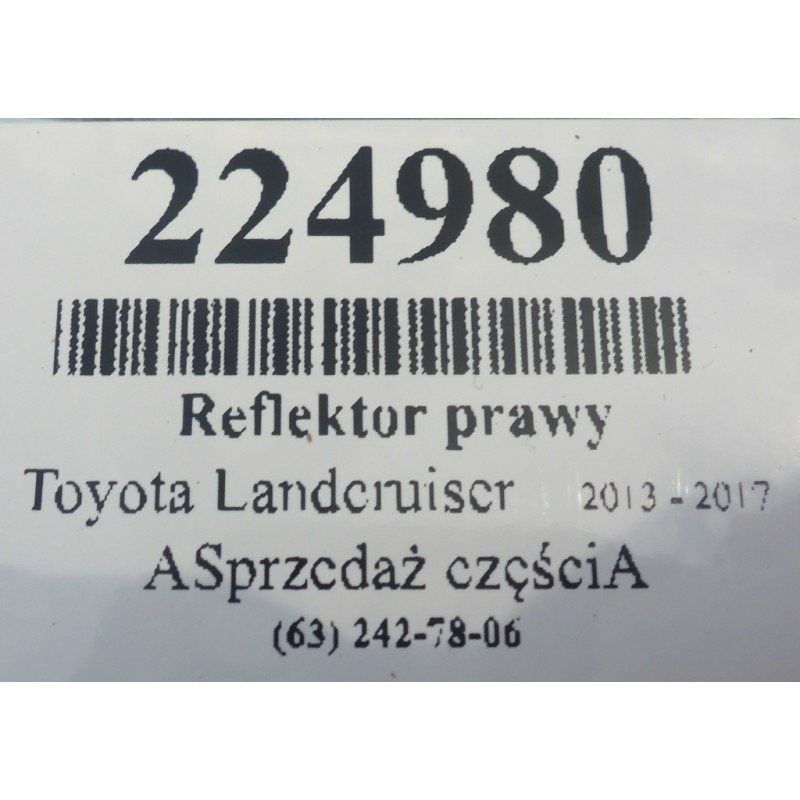 224980
Reflektor prawy
Toyota Landcruiser 2013 - 2017
ASprzedaż częściA
(63) 242-78-06